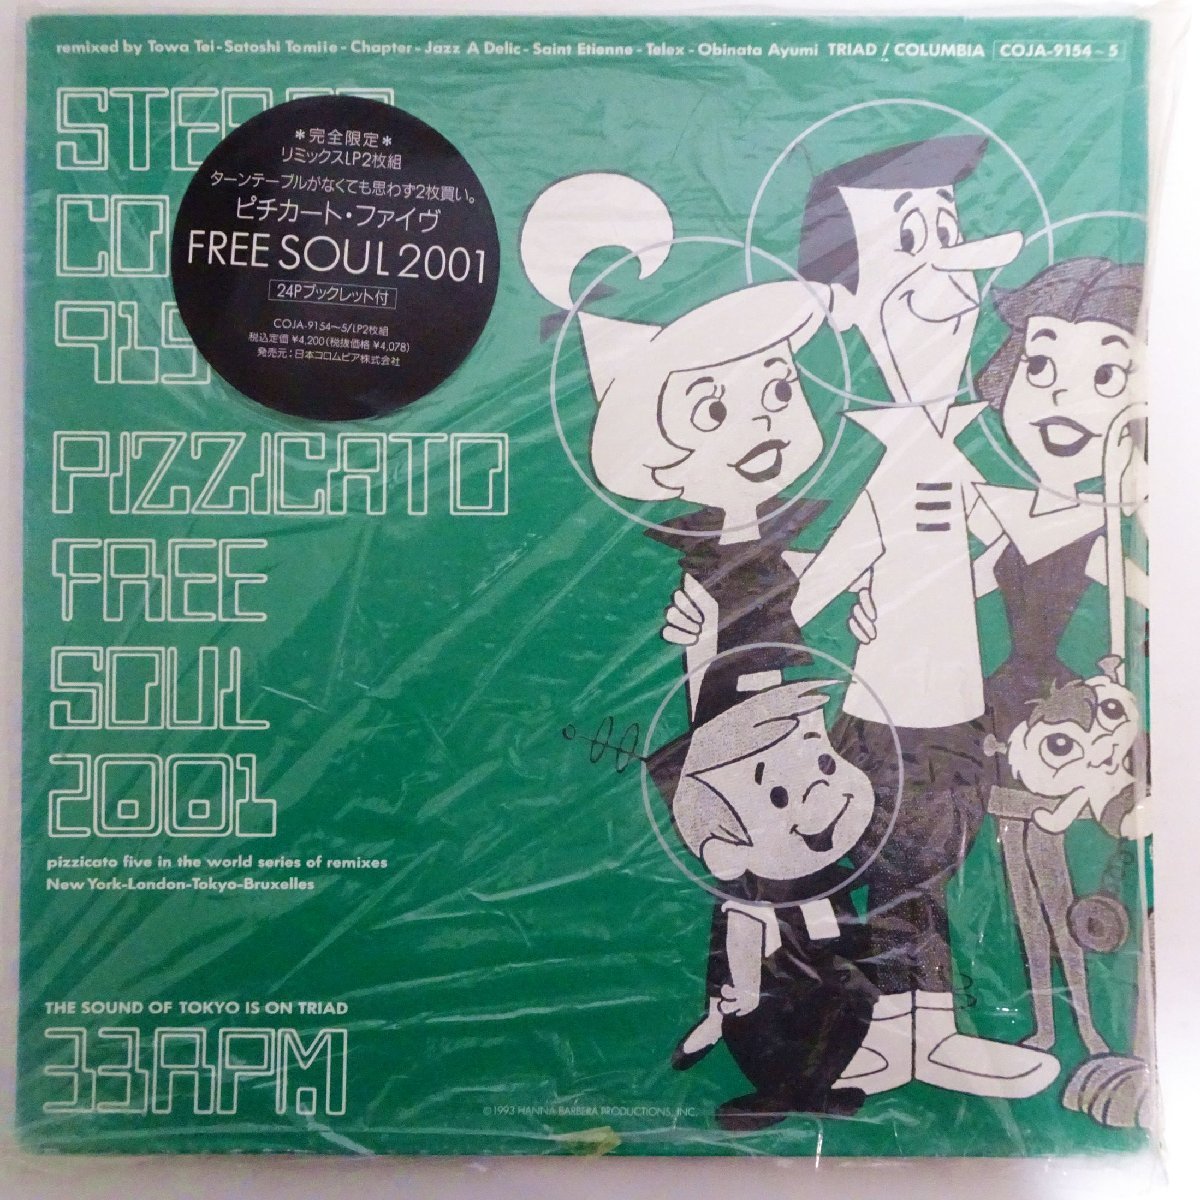 remixed by Towa Tei-Satoshi Tomiie-Chapter-Jazz A Delic-Saint Etienne-Telex-Obinata Ayumi TRIAD / COLUMBIA COJA-9154~5
STE
CO
915
＊完全限定＊
リミックスLP2枚組
ターンテーブルがなくても思わず2枚買い。
ピチカート・ファイヴ
FREE SOUL 2001
24Pブックレット付
COJA-9154〜5/LP2枚組
税込定価 ¥4,200(税抜価格 ¥4,078)
発売元：日本コロムビア株式会社
PIZZICATO
FREE
SOUL
2001
pizzicato five in the world series of remixes
New York-London-Tokyo-Bruxelles
THE SOUND OF TOKYO IS ON TRIAD
33RPM
©1993 HANNA-BARBERA PRODUCTIONS, INC.